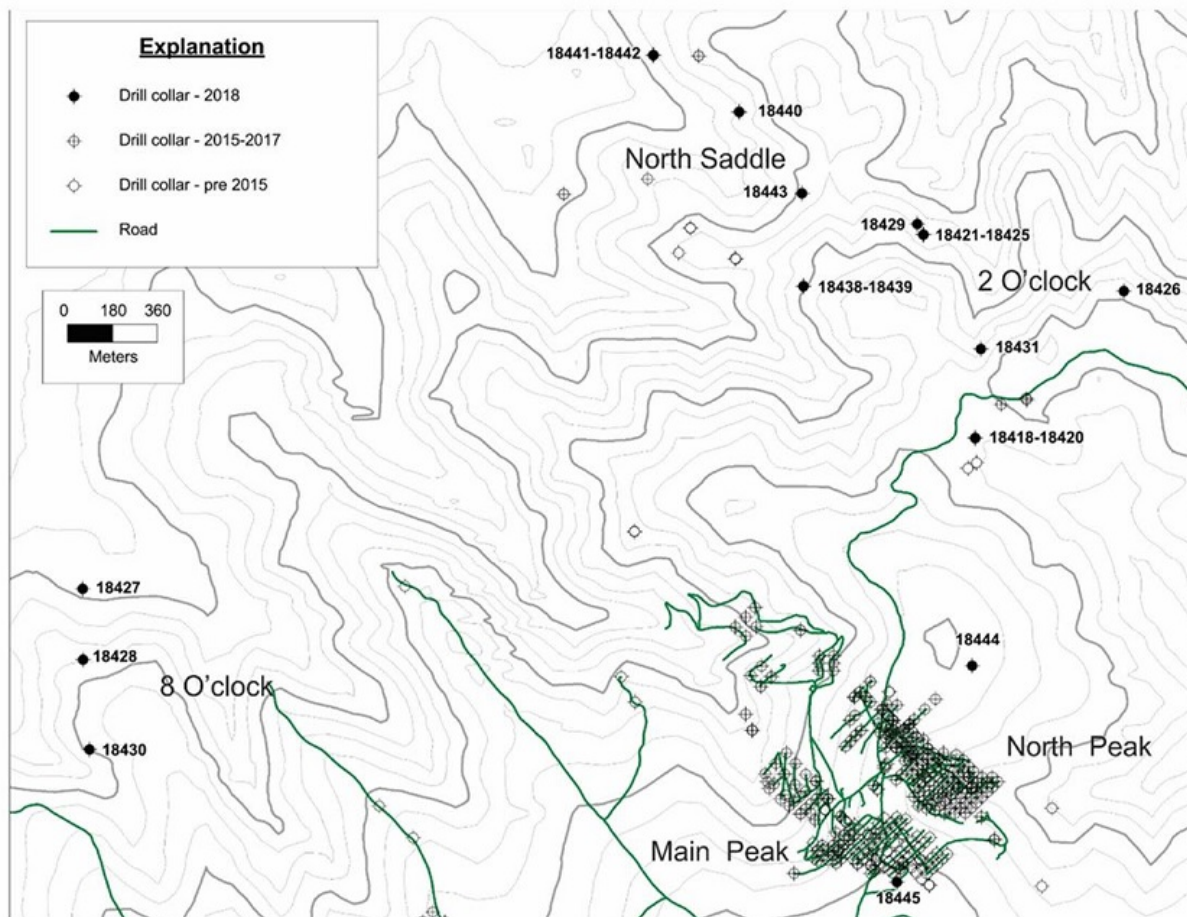 Explanation
Drill collar - 2018
Drill collar - 2015-2017
Drill collar - pre 2015
Road
0 180 360
Meters
18441-18442
18440
North Saddle
18443
18429
18421-18425
2 O'clock
18426
18438-18439
18431
18418-18420
18427
18428
8 O'clock
18430
18444
North Peak
Main Peak
18445